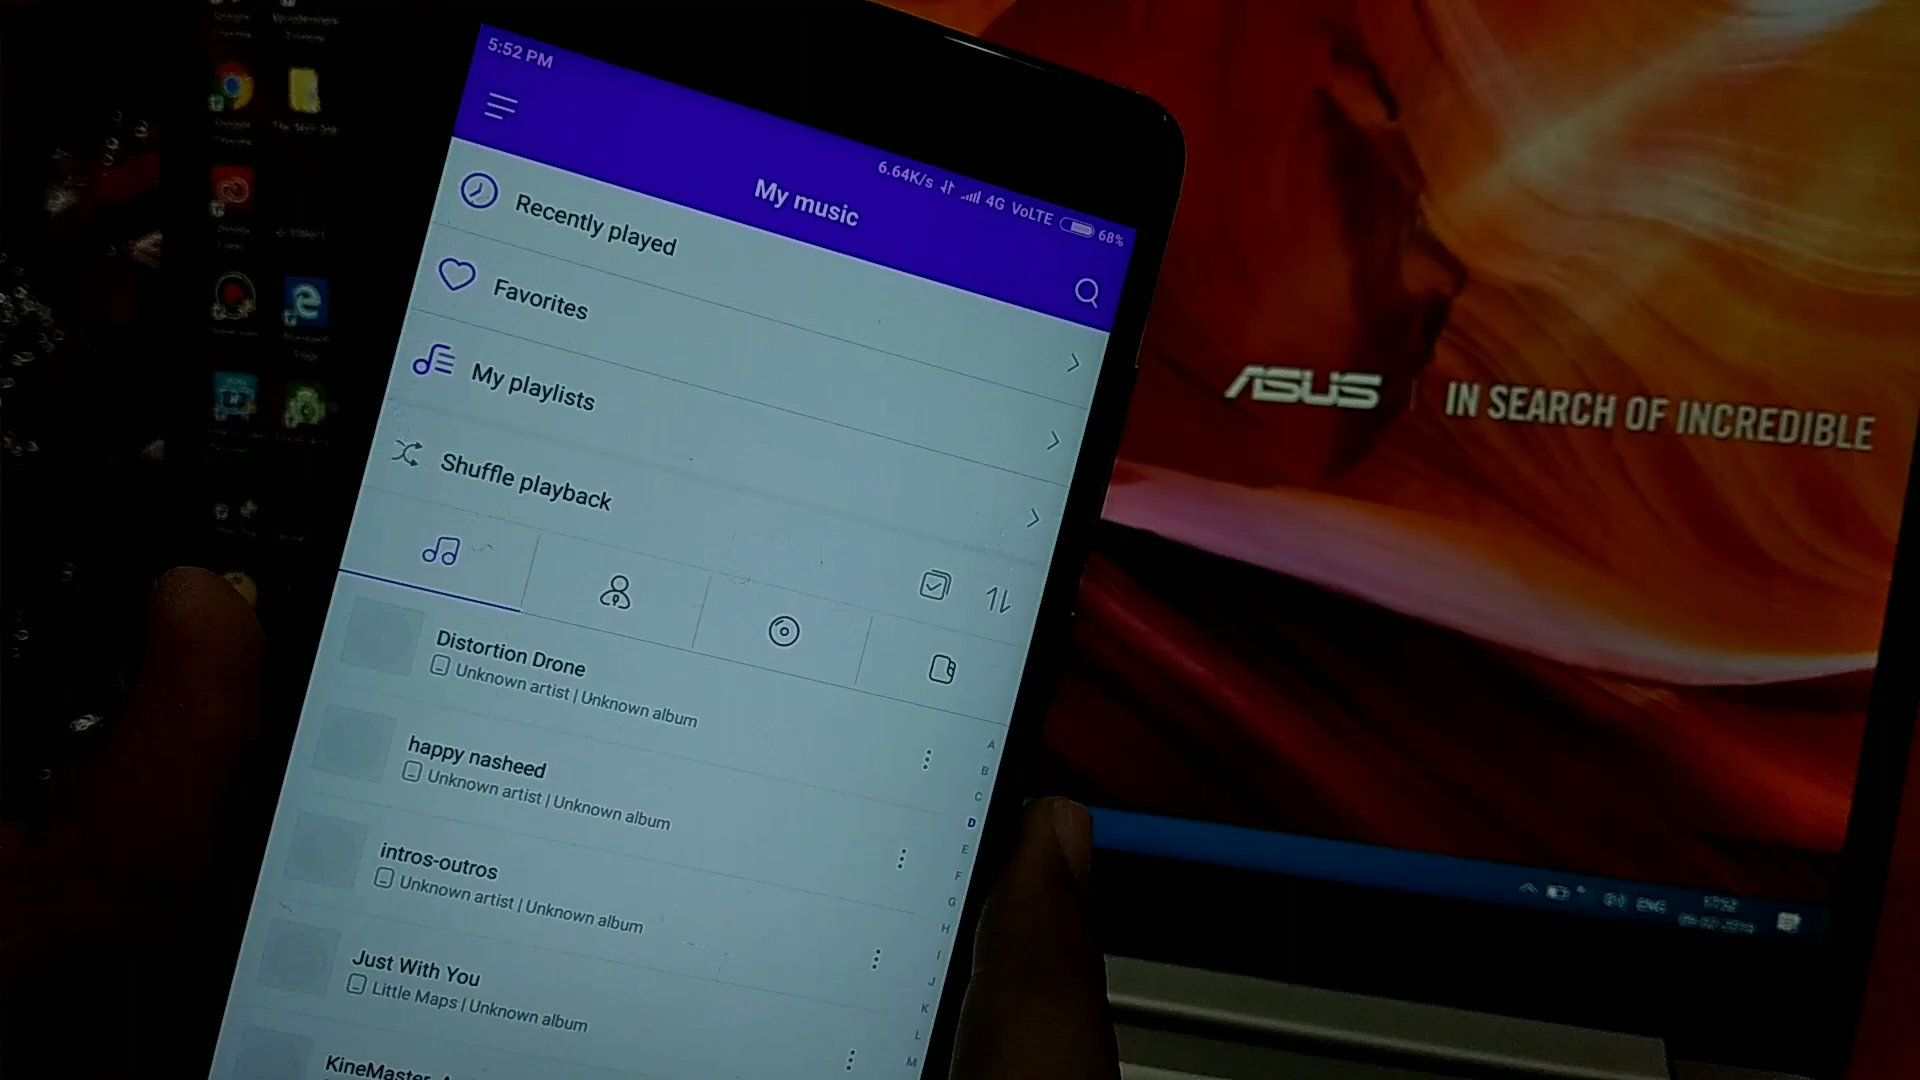 5:52 PM
6.64K/s 4G VoLTE 68%
My music
Recently played
Favorites
My playlists
Shuffle playback
Distortion Drone
Unknown artist | Unknown album
happy nasheed
Unknown artist | Unknown album
intros-outros
Unknown artist | Unknown album
Just With You
Little Maps | Unknown album
A
B
C
D
E
F
G
H
I
J
K
L
M
ASUS | IN SEARCH OF INCREDIBLE
ENG
17:52